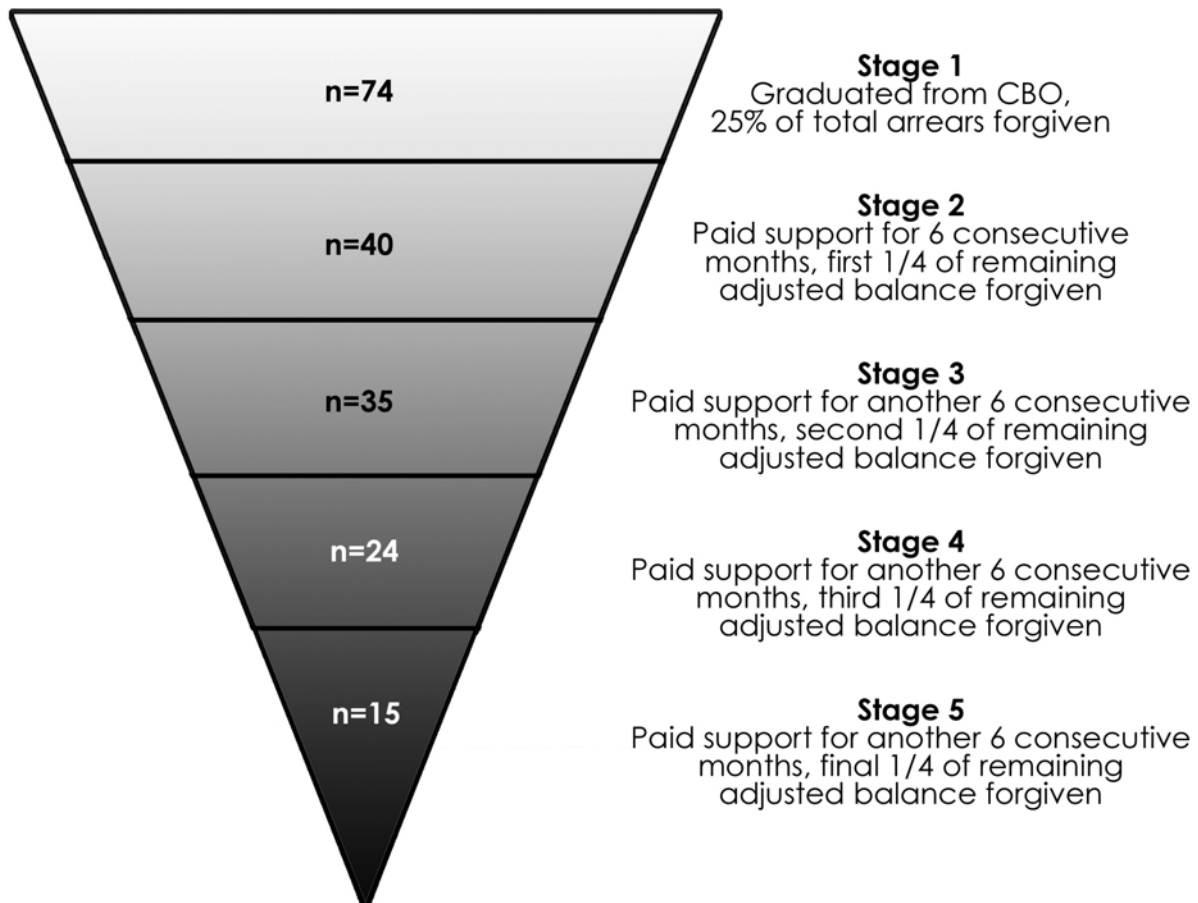 n=74
Stage 1
Graduated from CBO,
25% of total arrears forgiven
n=40
Stage 2
Paid support for 6 consecutive
months, first 1/4 of remaining
adjusted balance forgiven
n=35
Stage 3
Paid support for another 6 consecutive
months, second 1/4 of remaining
adjusted balance forgiven
n=24
Stage 4
Paid support for another 6 consecutive
months, third 1/4 of remaining
adjusted balance forgiven
n=15
Stage 5
Paid support for another 6 consecutive
months, final 1/4 of remaining
adjusted balance forgiven